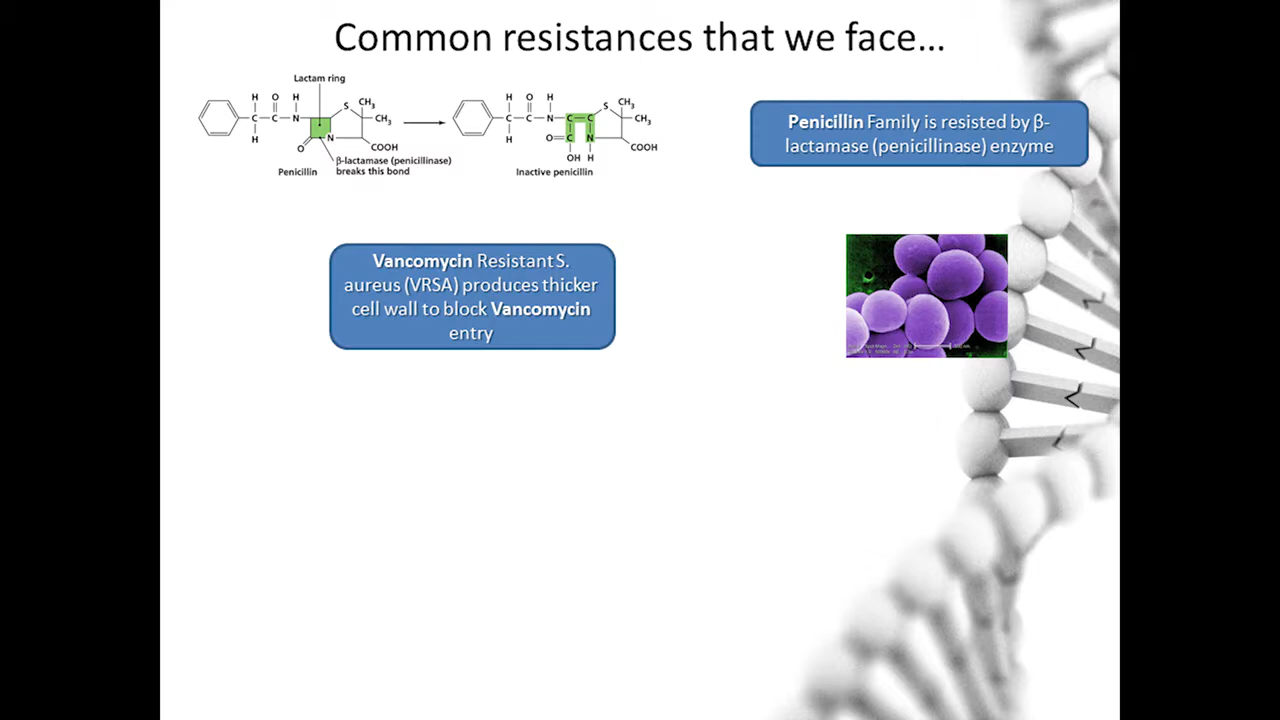 Common resistances that we face...
Lactam ring
H O H S CH3
C C N CH3
H O N COOH
β-lactamase (penicillinase)
breaks this bond
Penicillin
H O H S CH3
C C N C C CH3
H O C N COOH
OH H
Inactive penicillin
Penicillin Family is resisted by β-
lactamase (penicillinase) enzyme
Vancomycin Resistant S.
aureus (VRSA) produces thicker
cell wall to block Vancomycin
entry